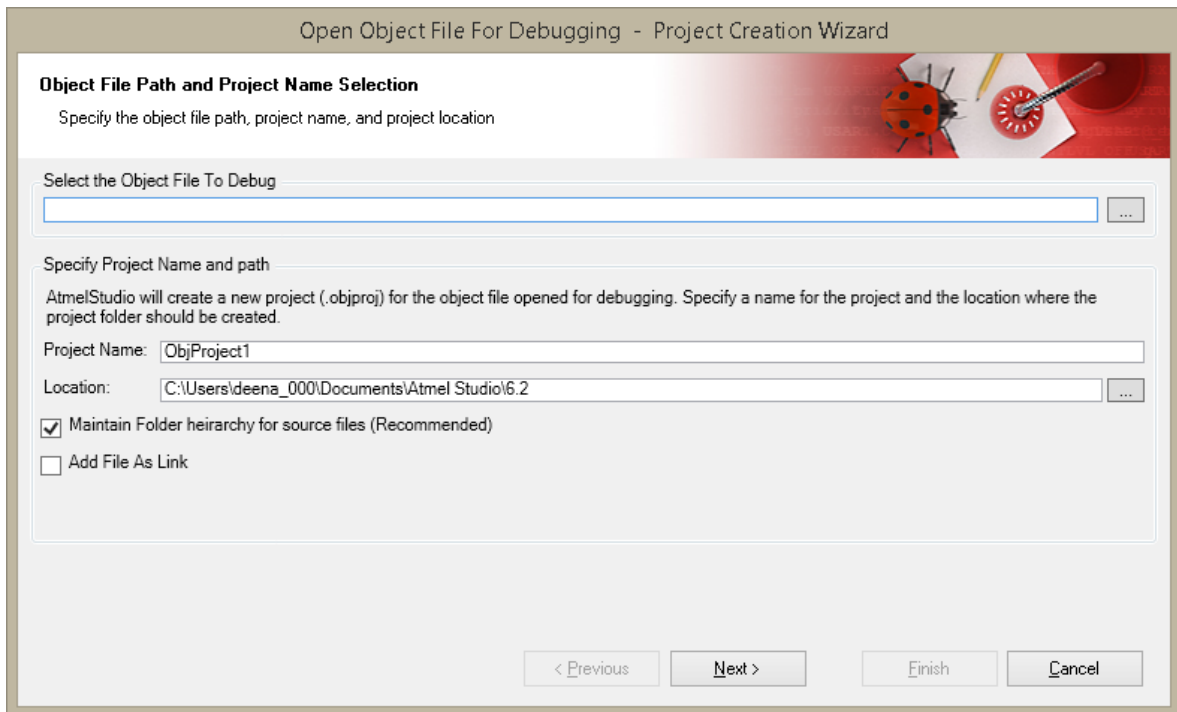 Open Object File For Debugging - Project Creation Wizard
Object File Path and Project Name Selection
Specify the object file path, project name, and project location
Select the Object File To Debug
...
Specify Project Name and path
AtmelStudio will create a new project (.objproj) for the object file opened for debugging. Specify a name for the project and the location where the
project folder should be created.
Project Name: ObjProject1
Location: C:\Users\deena_000\Documents\Atmel Studio\6.2 ...
Maintain Folder heirarchy for source files (Recommended)
Add File As Link
< Previous Next > Finish Cancel